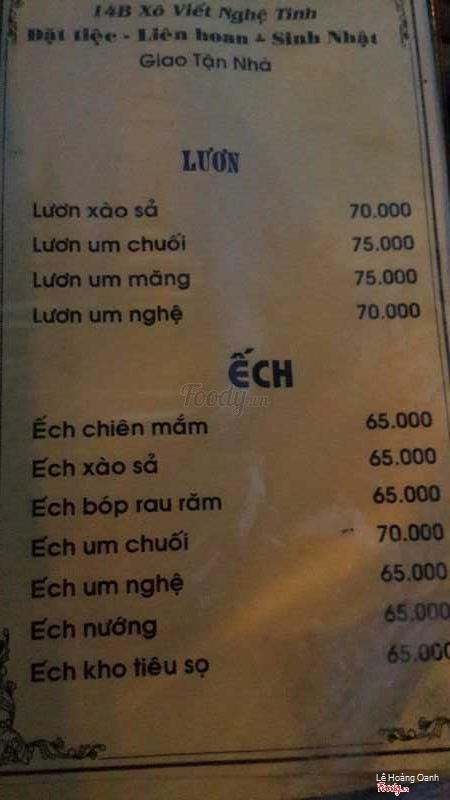 14B Xô Viết Nghệ Tĩnh
Đặt tiệc - Liên hoan - Sinh Nhật
Giao Tận Nhà
LƯƠN
Lươn xào sả 70.000
Lươn um chuối 75.000
Lươn um măng 75.000
Lươn um nghệ 70.000
ẾCH
Foody.vn
Ếch chiên mắm 65.000
Ếch xào sả 65.000
Ếch bóp rau răm 65.000
Ếch um chuối 70.000
Ếch um nghệ 65.000
Ếch nướng 65.000
Ếch kho tiêu sọ 65.000
Lê Hoàng Oanh
Foody.vn